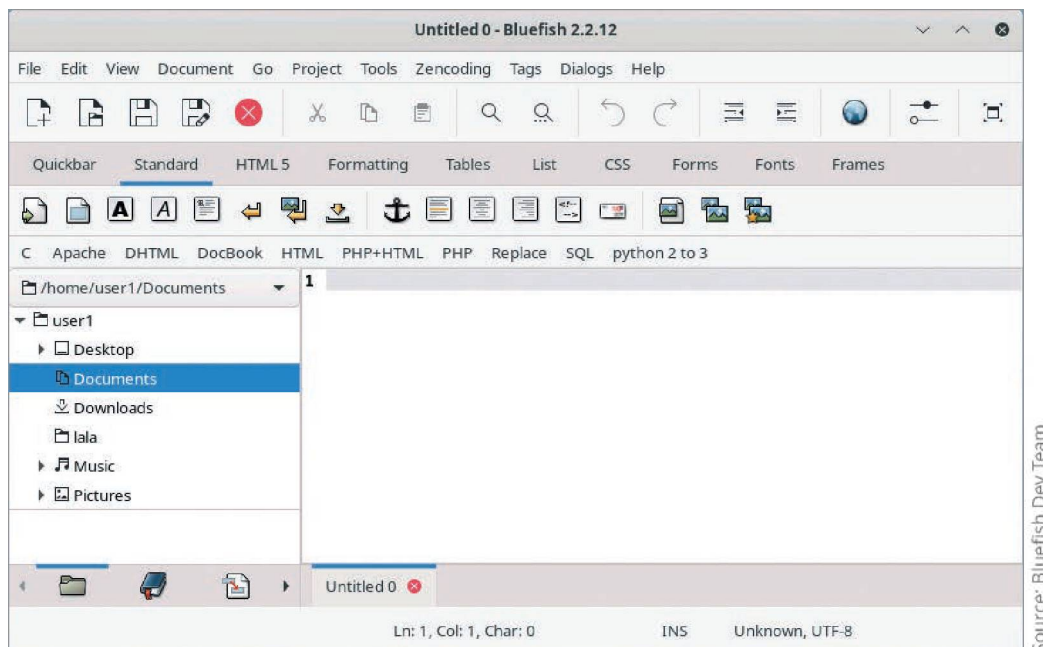 Untitled 0 - Bluefish 2.2.12
File Edit View Document Go Project Tools Zencoding Tags Dialogs Help
Quickbar Standard HTML 5 Formatting Tables List CSS Forms Fonts Frames
C Apache DHTML DocBook HTML PHP+HTML PHP Replace SQL python 2 to 3
/home/user1/Documents
1
user1
Desktop
Documents
Downloads
lala
Music
Pictures
Untitled 0
Ln: 1, Col: 1, Char: 0 INS Unknown, UTF-8
Source: Bluefish Dev Team